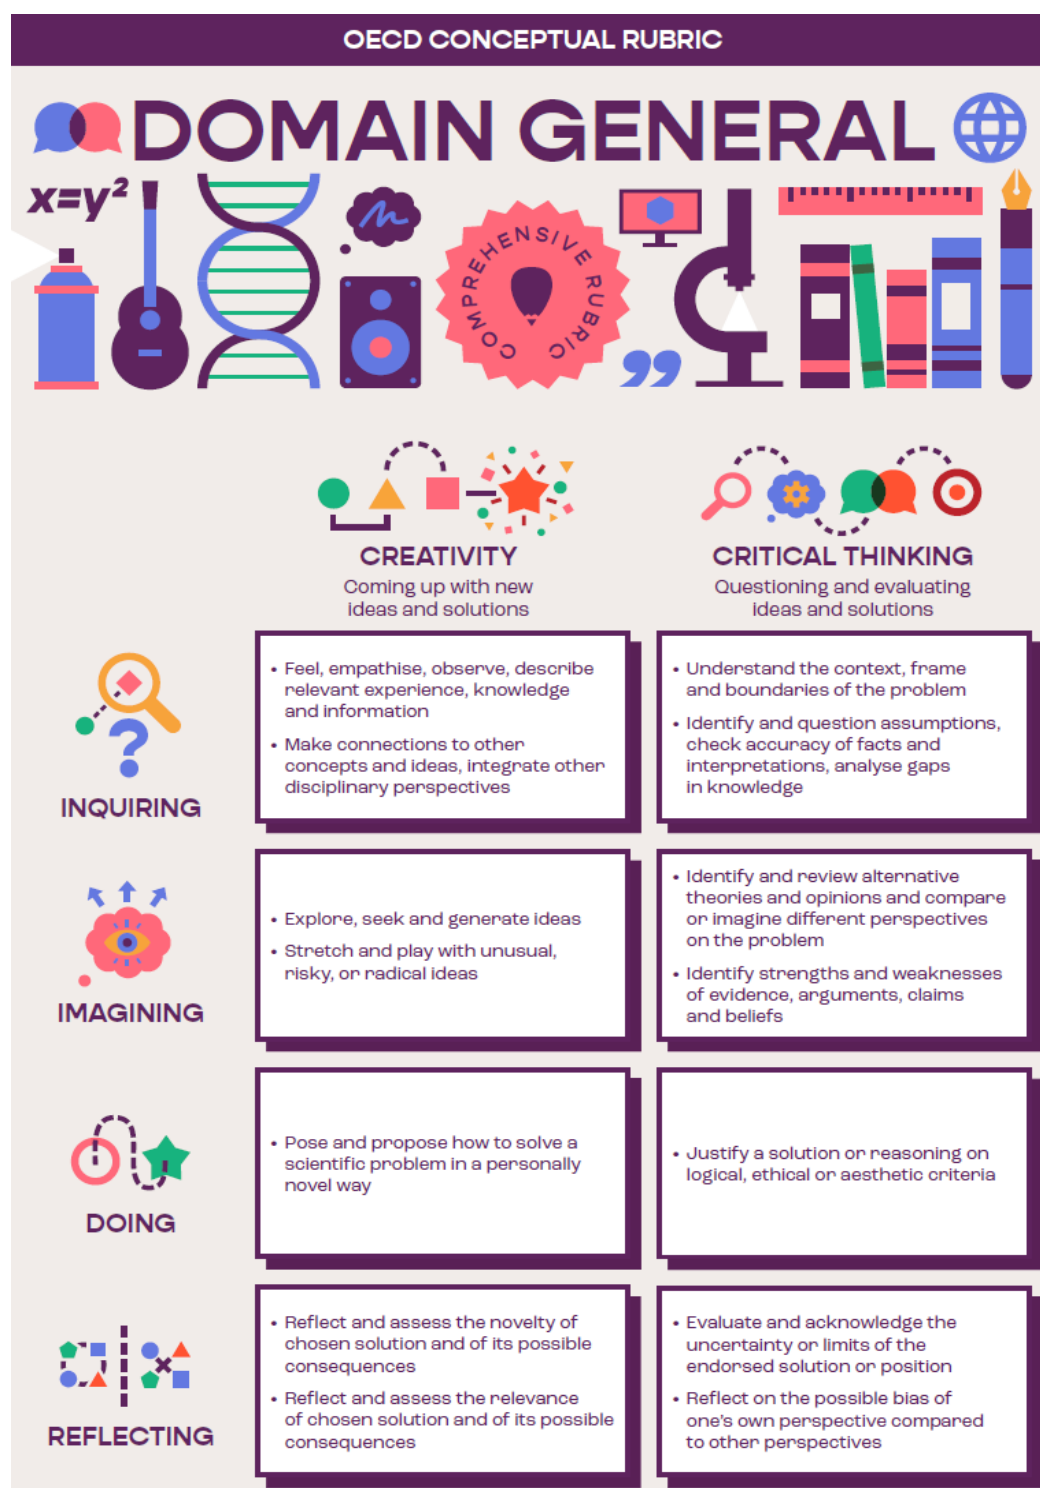 OECD CONCEPTUAL RUBRIC
DOMAIN GENERAL
x=y²
COMPREHENSIVE RUBRIC
CREATIVITY
Coming up with new
ideas and solutions
CRITICAL THINKING
Questioning and evaluating
ideas and solutions
INQUIRING
• Feel, empathise, observe, describe
relevant experience, knowledge
and information
• Make connections to other
concepts and ideas, integrate other
disciplinary perspectives
• Understand the context, frame
and boundaries of the problem
• Identify and question assumptions,
check accuracy of facts and
interpretations, analyse gaps
in knowledge
IMAGINING
• Explore, seek and generate ideas
• Stretch and play with unusual,
risky, or radical ideas
• Identify and review alternative
theories and opinions and compare
or imagine different perspectives
on the problem
• Identify strengths and weaknesses
of evidence, arguments, claims
and beliefs
DOING
• Pose and propose how to solve a
scientific problem in a personally
novel way
• Justify a solution or reasoning on
logical, ethical or aesthetic criteria
REFLECTING
• Reflect and assess the novelty of
chosen solution and of its possible
consequences
• Reflect and assess the relevance
of chosen solution and of its possible
consequences
• Evaluate and acknowledge the
uncertainty or limits of the
endorsed solution or position
• Reflect on the possible bias of
one's own perspective compared
to other perspectives